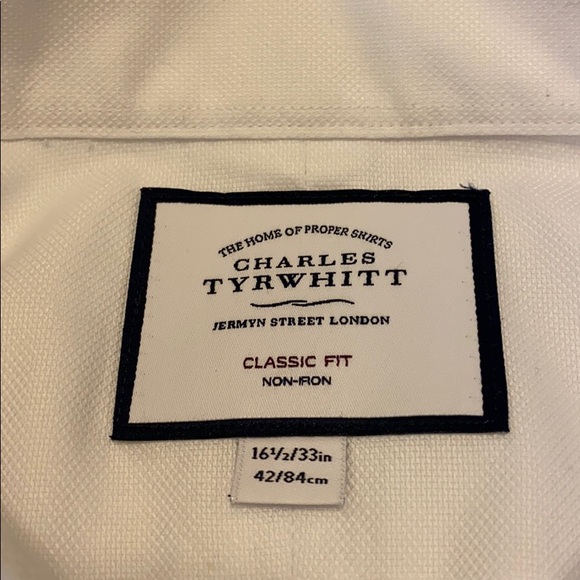 THE HOME OF PROPER SHIRTS
CHARLES
TYRWHITT
JERMYN STREET LONDON
CLASSIC FIT
NON-IRON
16½/33in
42/84cm